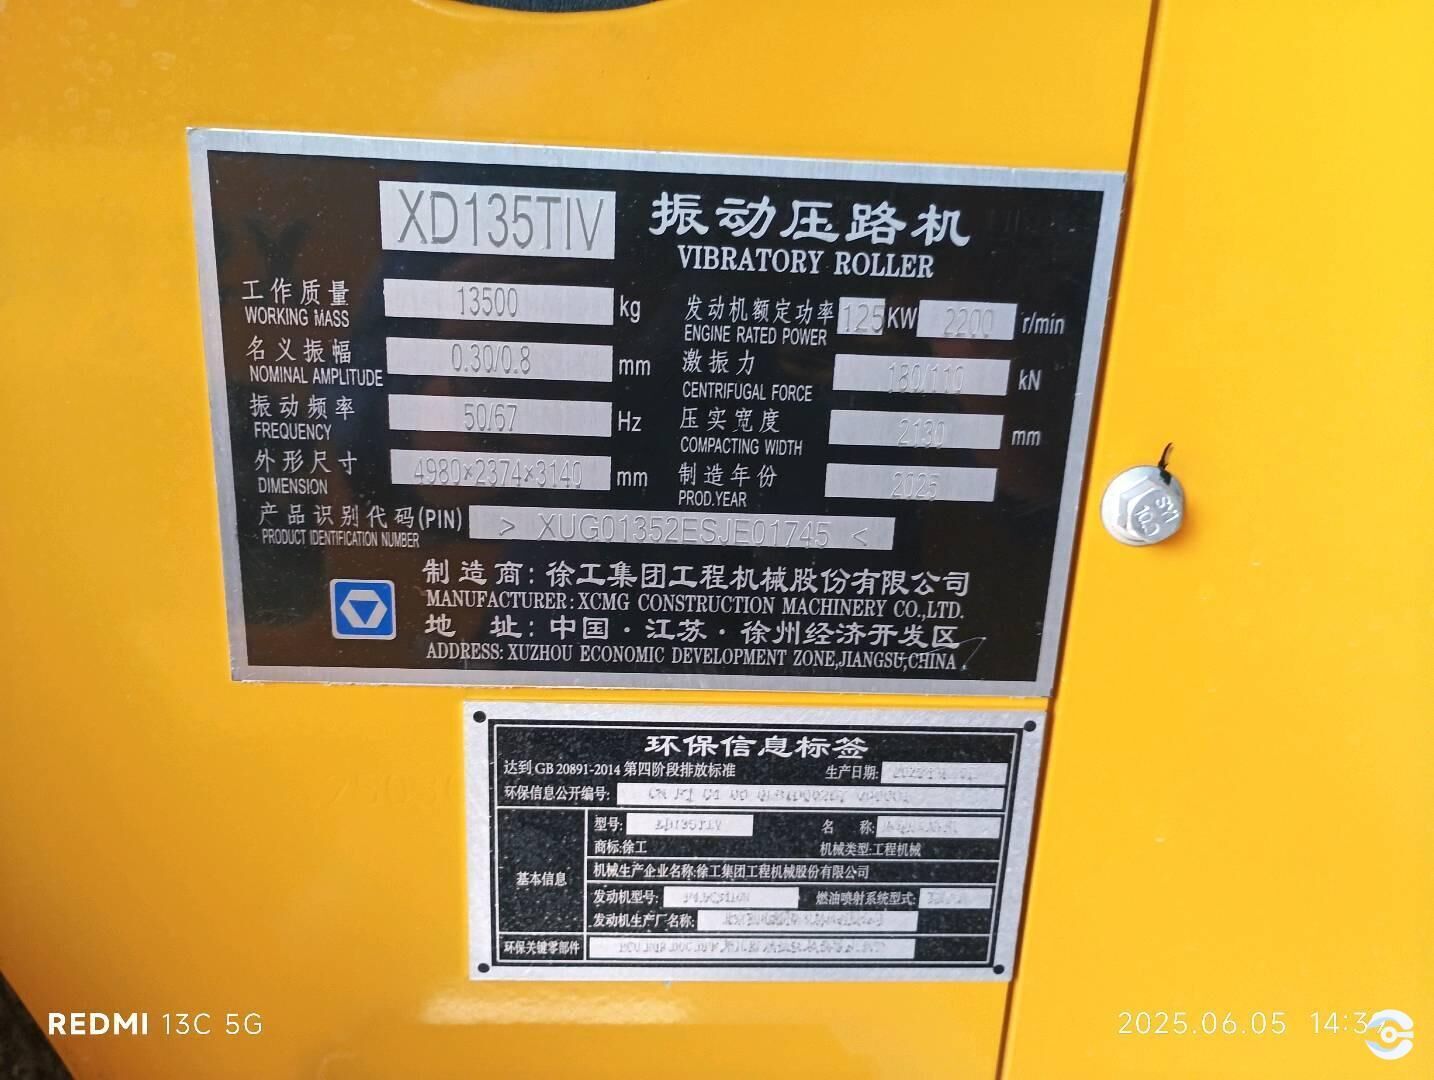 XD135TIV 振动压路机
VIBRATORY ROLLER
工作质量 13500 kg
WORKING MASS
发动机额定功率 125 KW 2200 r/min
ENGINE RATED POWER
名义振幅 0.30/0.8 mm
NOMINAL AMPLITUDE
激振力 180/110 kN
CENTRIFUGAL FORCE
振动频率 50/67 Hz
FREQUENCY
压实宽度 2130 mm
COMPACTING WIDTH
外形尺寸 4980×2374×3140 mm
DIMENSION
制造年份 2025
PROD.YEAR
产品识别代码(PIN) > XUG01352ESJE01745 <
PRODUCT IDENTIFICATION NUMBER
制造商:徐工集团工程机械股份有限公司
MANUFACTURER:XCMG CONSTRUCTION MACHINERY CO.,LTD.
地 址:中国·江苏·徐州经济开发区
ADDRESS: XUZHOU ECONOMIC DEVELOPMENT ZONE,JIANGSU,CHINA
环保信息标签
达到 GB 20891-2014 第四阶段排放标准 生产日期:
环保信息公开编号:
基本信息
型号: XD135TIV 名 称:
商标:徐工 机械类型:工程机械
机械生产企业名称:徐工集团工程机械股份有限公司
发动机型号: 燃油喷射系统型式:
发动机生产厂名称:
环保关键零部件
10.9
REDMI 13C 5G
2025.06.05 14:3